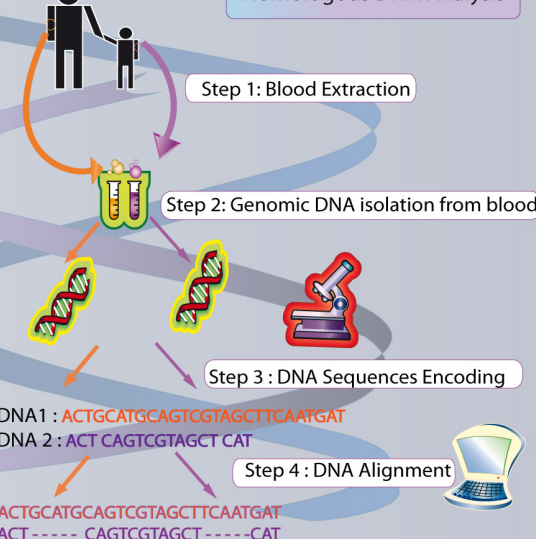 Step 1: Blood Extraction
Step 2: Genomic DNA isolation from blood
Step 3 : DNA Sequences Encoding
DNA1 : ACTGCATGCAGTCGTAGCTTCAATGAT
DNA 2 : ACT CAGTCGTAGCT CAT
Step 4 : DNA Alignment
ACTGCATGCAGTCGTAGCTTCAATGAT
ACT - - - - - CAGTCGTAGCT - - - - -CAT